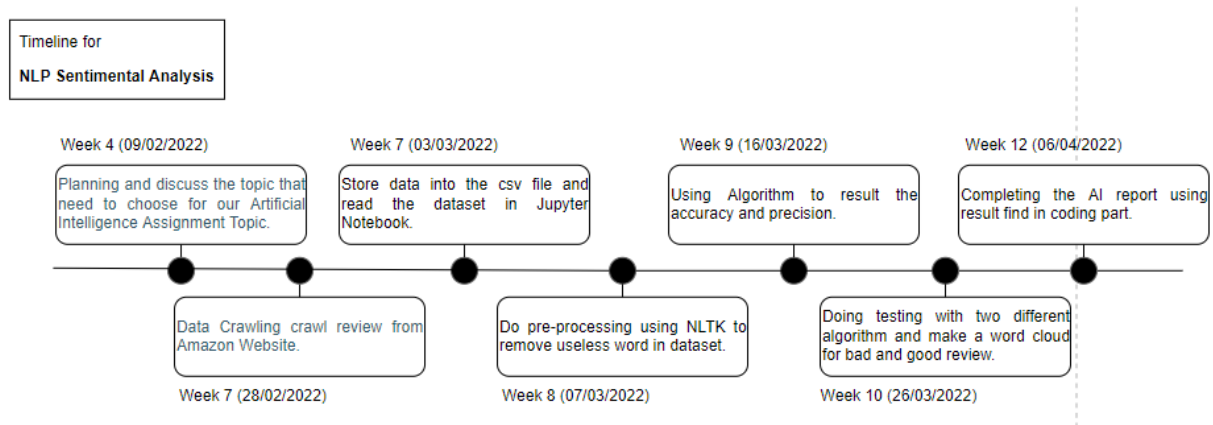 Timeline for
NLP Sentimental Analysis
Week 4 (09/02/2022)
Planning and discuss the topic that
need to choose for our Artificial
Intelligence Assignment Topic.
Week 7 (03/03/2022)
Store data into the csv file and
read the dataset in Jupyter
Notebook.
Week 9 (16/03/2022)
Using Algorithm to result the
accuracy and precision.
Week 12 (06/04/2022)
Completing the AI report using
result find in coding part.
Data Crawling crawl review from
Amazon Website.
Week 7 (28/02/2022)
Do pre-processing using NLTK to
remove useless word in dataset.
Week 8 (07/03/2022)
Doing testing with two different
algorithm and make a word cloud
for bad and good review.
Week 10 (26/03/2022)